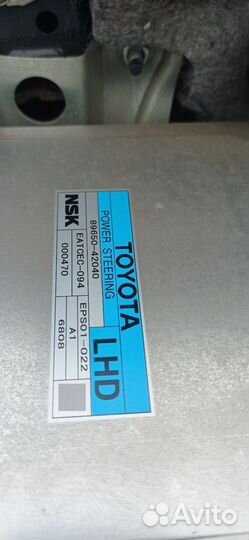 TOYOTA
POWER STEERING
89650-42040
LHD
NSK
EATCEC-094
EPS01-022
000470
A1
6808
Avito